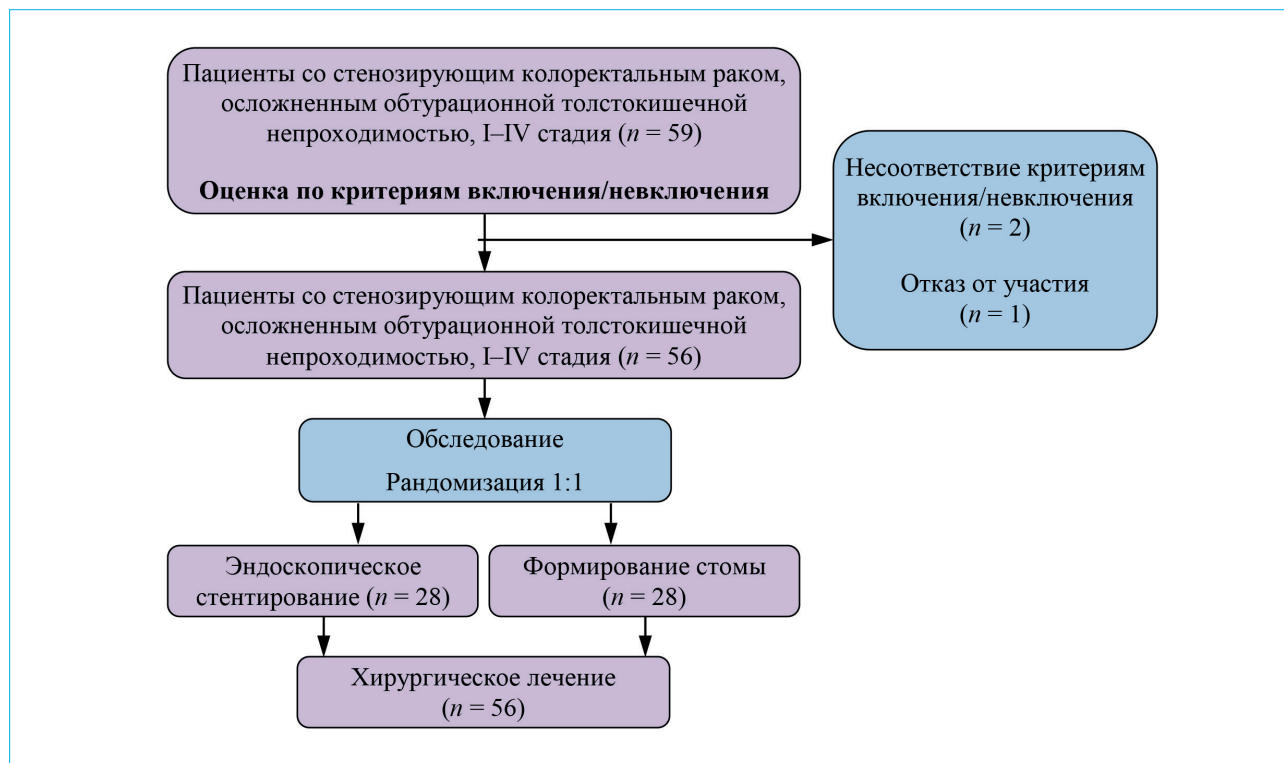 Пациенты со стенозирующим колоректальным раком,
осложненным обтурационной толстокишечной
непроходимостью, I–IV стадия (n = 59)
Оценка по критериям включения/невключения
Несоответствие критериям
включения/невключения
(n = 2)
Отказ от участия
(n = 1)
Пациенты со стенозирующим колоректальным раком,
осложненным обтурационной толстокишечной
непроходимостью, I–IV стадия (n = 56)
Обследование
Рандомизация 1:1
Эндоскопическое
стентирование (n = 28)
Формирование стомы
(n = 28)
Хирургическое лечение
(n = 56)